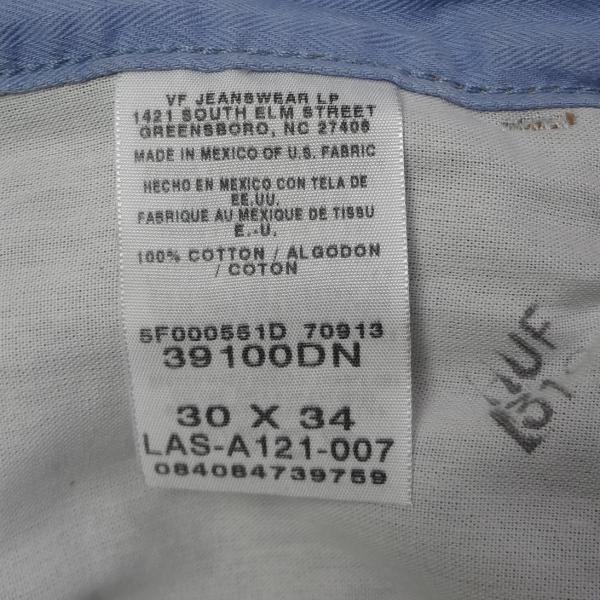 VF JEANSWEAR LP
1421 SOUTH ELM STREET
GREENSBORO, NC 27406
MADE IN MEXICO OF U.S. FABRIC
HECHO EN MEXICO CON TELA DE
EE.UU.
FABRIQUE AU MEXIQUE DE TISSU
E.-U.
100% COTTON / ALGODON
/ COTON
5F000551D 70913
39100DN
30 X 34
LAS-A121-007
084084739759